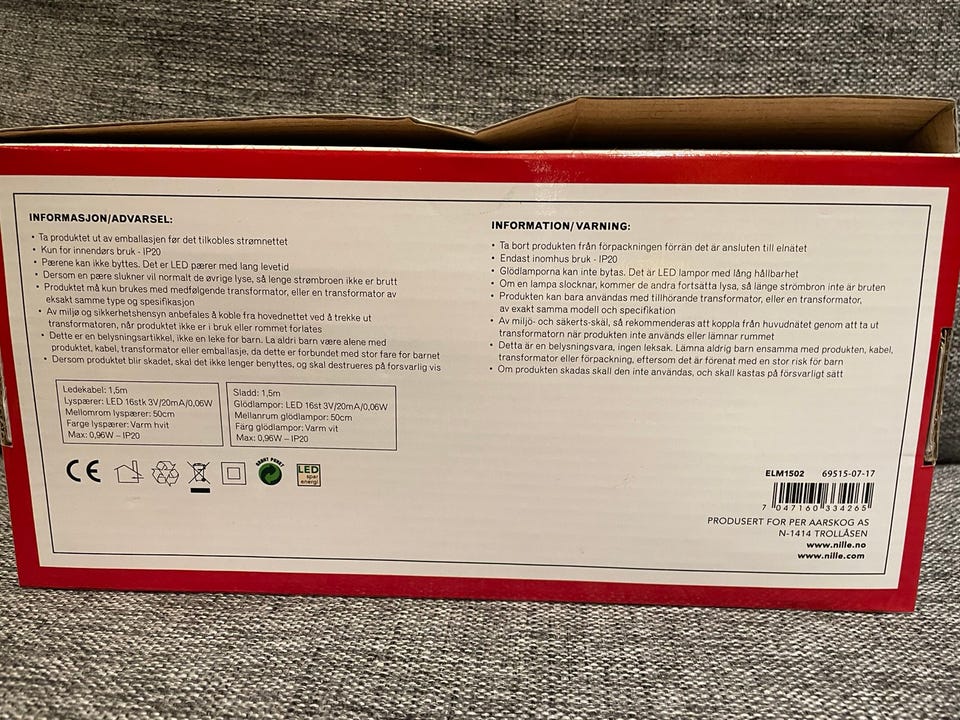 INFORMASJON/ADVARSEL:
• Ta produktet ut av emballasjen før det tilkobles strømnettet
• Kun for innendørs bruk - IP20
• Pærene kan ikke byttes. Det er LED pærer med lang levetid
• Dersom en pære slukner vil normalt de øvrige lyse, så lenge strømbroen ikke er brutt
• Produktet må kun brukes med medfølgende transformator, eller en transformator av
eksakt samme type og spesifikasjon
• Av miljø og sikkerhetshensyn anbefales å koble fra hovednettet ved å trekke ut
transformatoren, når produktet ikke er i bruk eller rommet forlates
• Dette er en belysningsartikkel, ikke en leke for barn. La aldri barn være alene med
produktet, kabel, transformator eller emballasje, da dette er forbundet med stor fare for barnet
• Dersom produktet blir skadet, skal det ikke lenger benyttes, og skal destrueres på forsvarlig vis
Ledekabel: 1,5m
Lyspærer: LED 16stk 3V/20mA/0,06W
Mellomrom lyspærer: 50cm
Farge lyspærer: Varm hvit
Max: 0,96W – IP20
Sladd: 1,5m
Glödlampor: LED 16st 3V/20mA/0,06W
Mellanrum glödlampor: 50cm
Färg glödlampor: Varm vit
Max: 0,96W – IP20
CE
GRØNT PUNKT
LED
spar
energi
INFORMATION/VARNING:
• Ta bort produkten från förpackningen förrän det är ansluten till elnätet
• Endast inomhus bruk - IP20
• Glödlamporna kan inte bytas. Det är LED lampor med lång hållbarhet
• Om en lampa slocknar, kommer de andra fortsätta lysa, så länge strömbron inte är bruten
• Produkten kan bara användas med tillhörande transformator, eller en transformator,
av exakt samma modell och specifikation
• Av miljö- och säkerts-skäl, så rekommenderas att koppla från huvudnätet genom att ta ut
transformatorn när produkten inte används eller lämnar rummet
• Detta är en belysningsvara, ingen leksak. Lämna aldrig barn ensamma med produkten, kabel,
transformator eller förpackning, eftersom det är förenat med en stor risk för barn
• Om produkten skadas skall den inte användas, och skall kastas på försvarligt sätt
ELM1502 69515-07-17
7 047160 334265
PRODUSERT FOR PER AARSKOG AS
N-1414 TROLLÅSEN
www.nille.no
www.nille.com